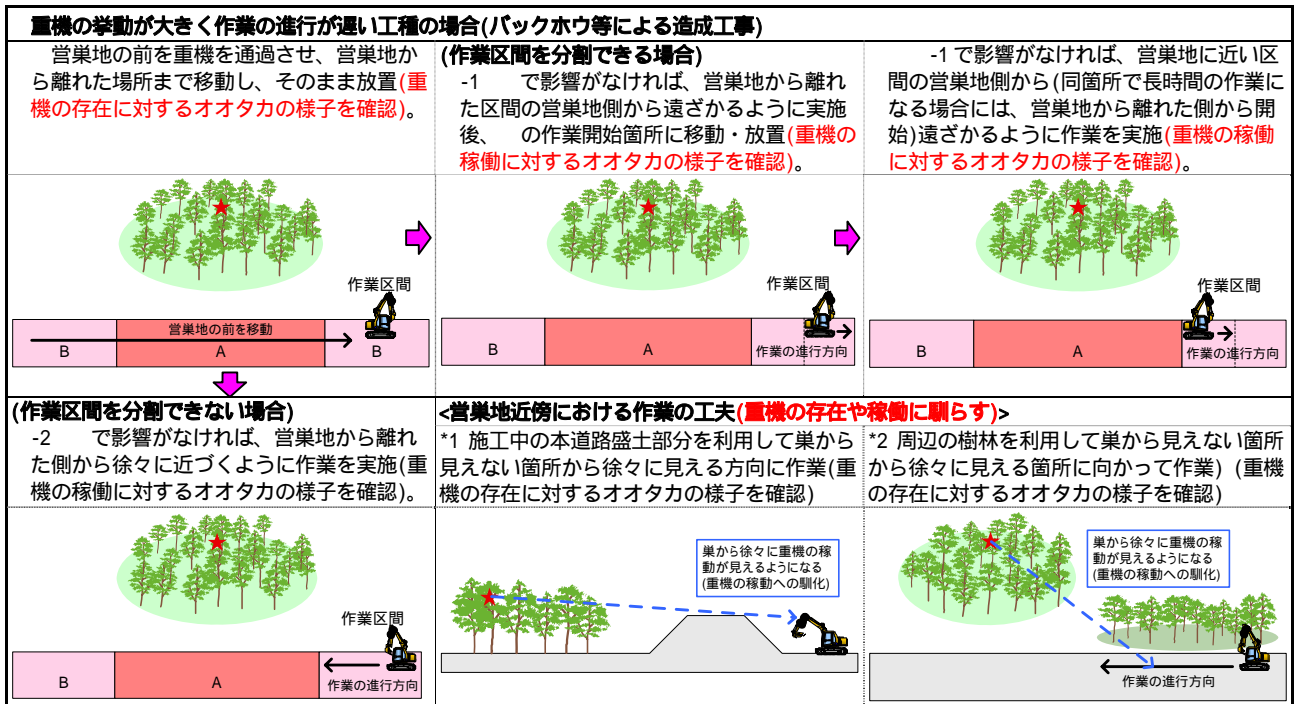 重機の挙動が大きく作業の進行が遅い工種の場合(バックホウ等による造成工事)
営巣地の前を重機を通過させ、営巣地か
ら離れた場所まで移動し、そのまま放置(重
機の存在に対するオオタカの様子を確認)。
(作業区間を分割できる場合)
-1 で影響がなければ、営巣地から離れ
た区間の営巣地側から遠ざかるように実施
後、 の作業開始箇所に移動・放置(重機の
稼働に対するオオタカの様子を確認)。
-1 で影響がなければ、営巣地に近い区
間の営巣地側から(同箇所で長時間の作業に
なる場合には、営巣地から離れた側から開
始)遠ざかるように作業を実施(重機の稼働
に対するオオタカの様子を確認)。
作業区間
営巣地の前を移動
B
A
B
作業区間
B
A
作業の進行方向
作業区間
B
A
作業の進行方向
(作業区間を分割できない場合)
-2 で影響がなければ、営巣地から離れ
た側から徐々に近づくように作業を実施(重
機の稼働に対するオオタカの様子を確認)。
作業区間
B
A
作業の進行方向
<営巣地近傍における作業の工夫(重機の存在や稼働に馴らす)>
*1 施工中の本道路盛土部分を利用して巣から
見えない箇所から徐々に見える方向に作業(重
機の存在に対するオオタカの様子を確認)
巣から徐々に重機の稼
動が見えるようになる
(重機の稼動への馴化)
*2 周辺の樹林を利用して巣から見えない箇所
から徐々に見える箇所に向かって作業) (重機
の存在に対するオオタカの様子を確認)
巣から徐々に重機の稼
動が見えるようになる
(重機の稼動への馴化)
作業の進行方向